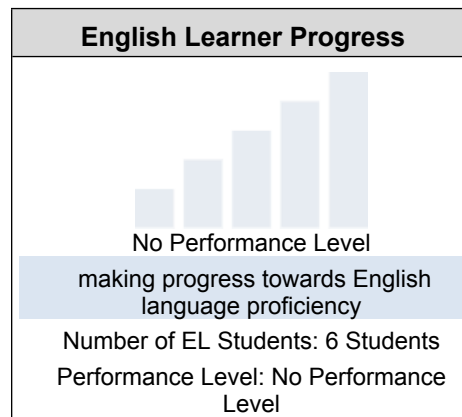 English Learner Progress
No Performance Level
making progress towards English
language proficiency
Number of EL Students: 6 Students
Performance Level: No Performance
Level